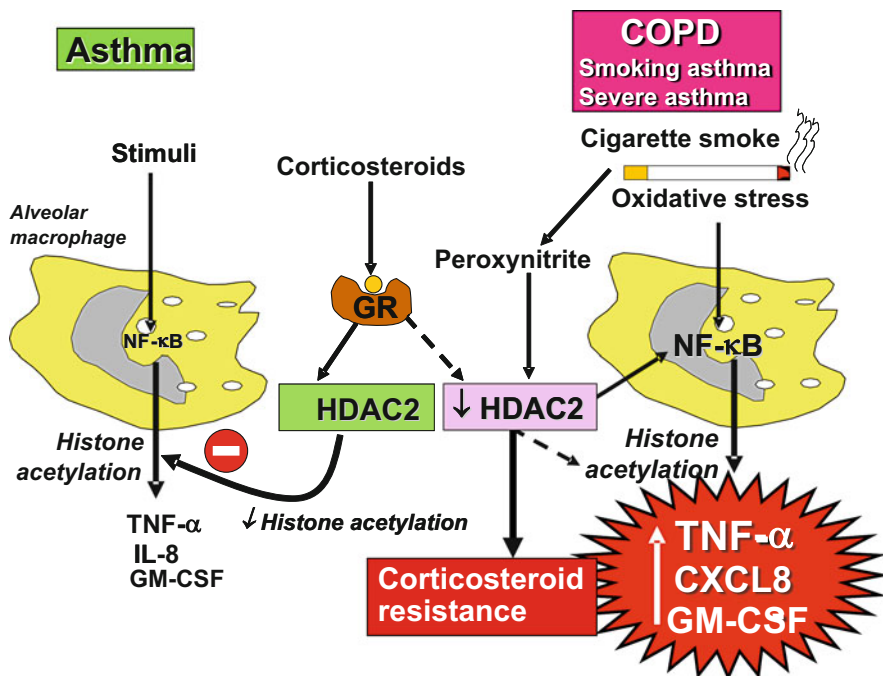 Asthma
COPD
Smoking asthma
Severe asthma
Stimuli
Corticosteroids
Cigarette smoke
Oxidative stress
Alveolar
macrophage
Peroxynitrite
GR
NF-κB
NF-κB
HDAC2
↓ HDAC2
Histone
acetylation
Histone
acetylation
↓ Histone acetylation
TNF-α
IL-8
GM-CSF
Corticosteroid
resistance
TNF-α
CXCL8
GM-CSF